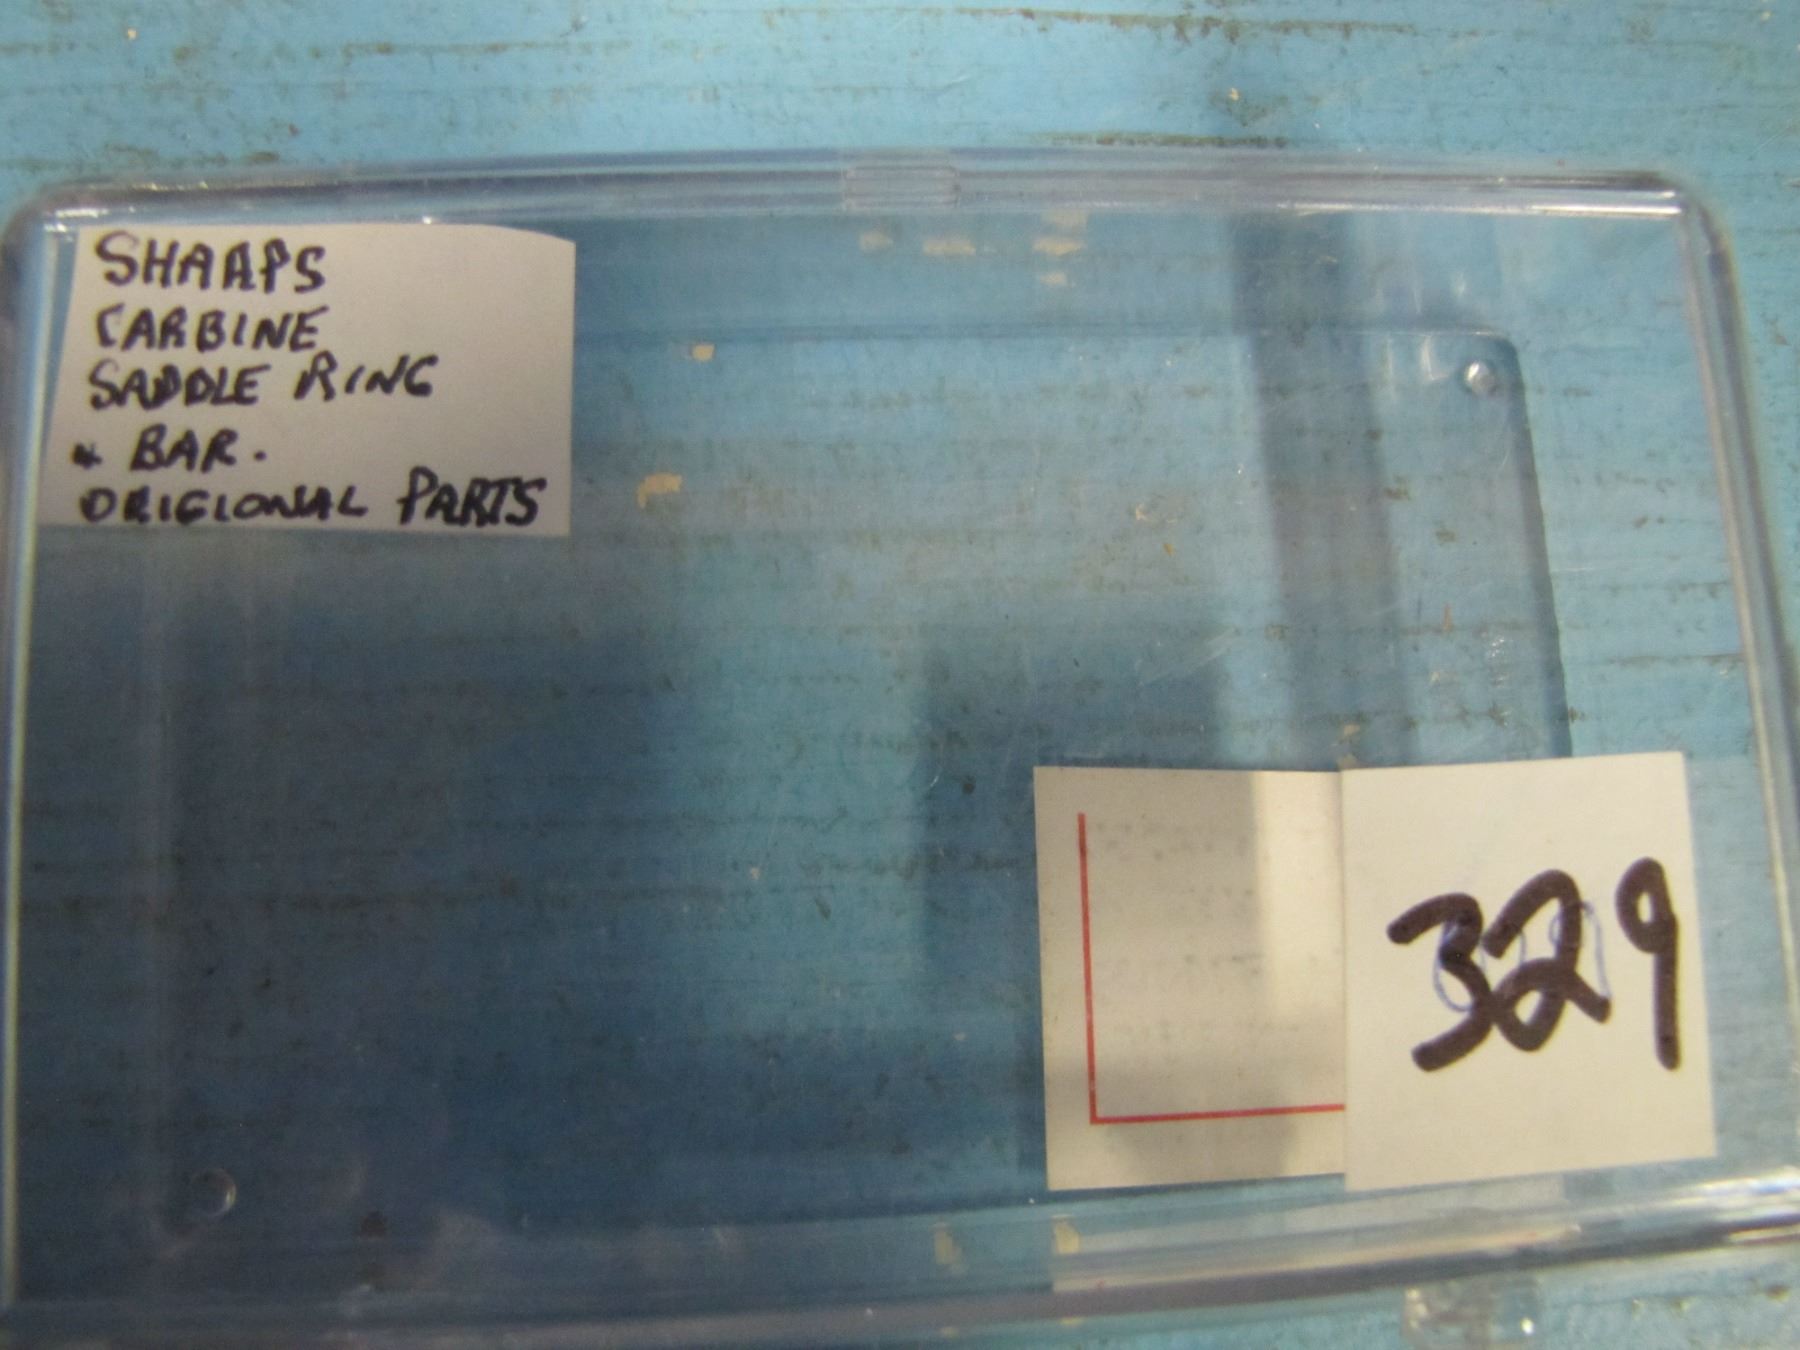 SHARPS
CARBINE
SADDLE RING
& BAR.
ORIGIONAL PARTS
329